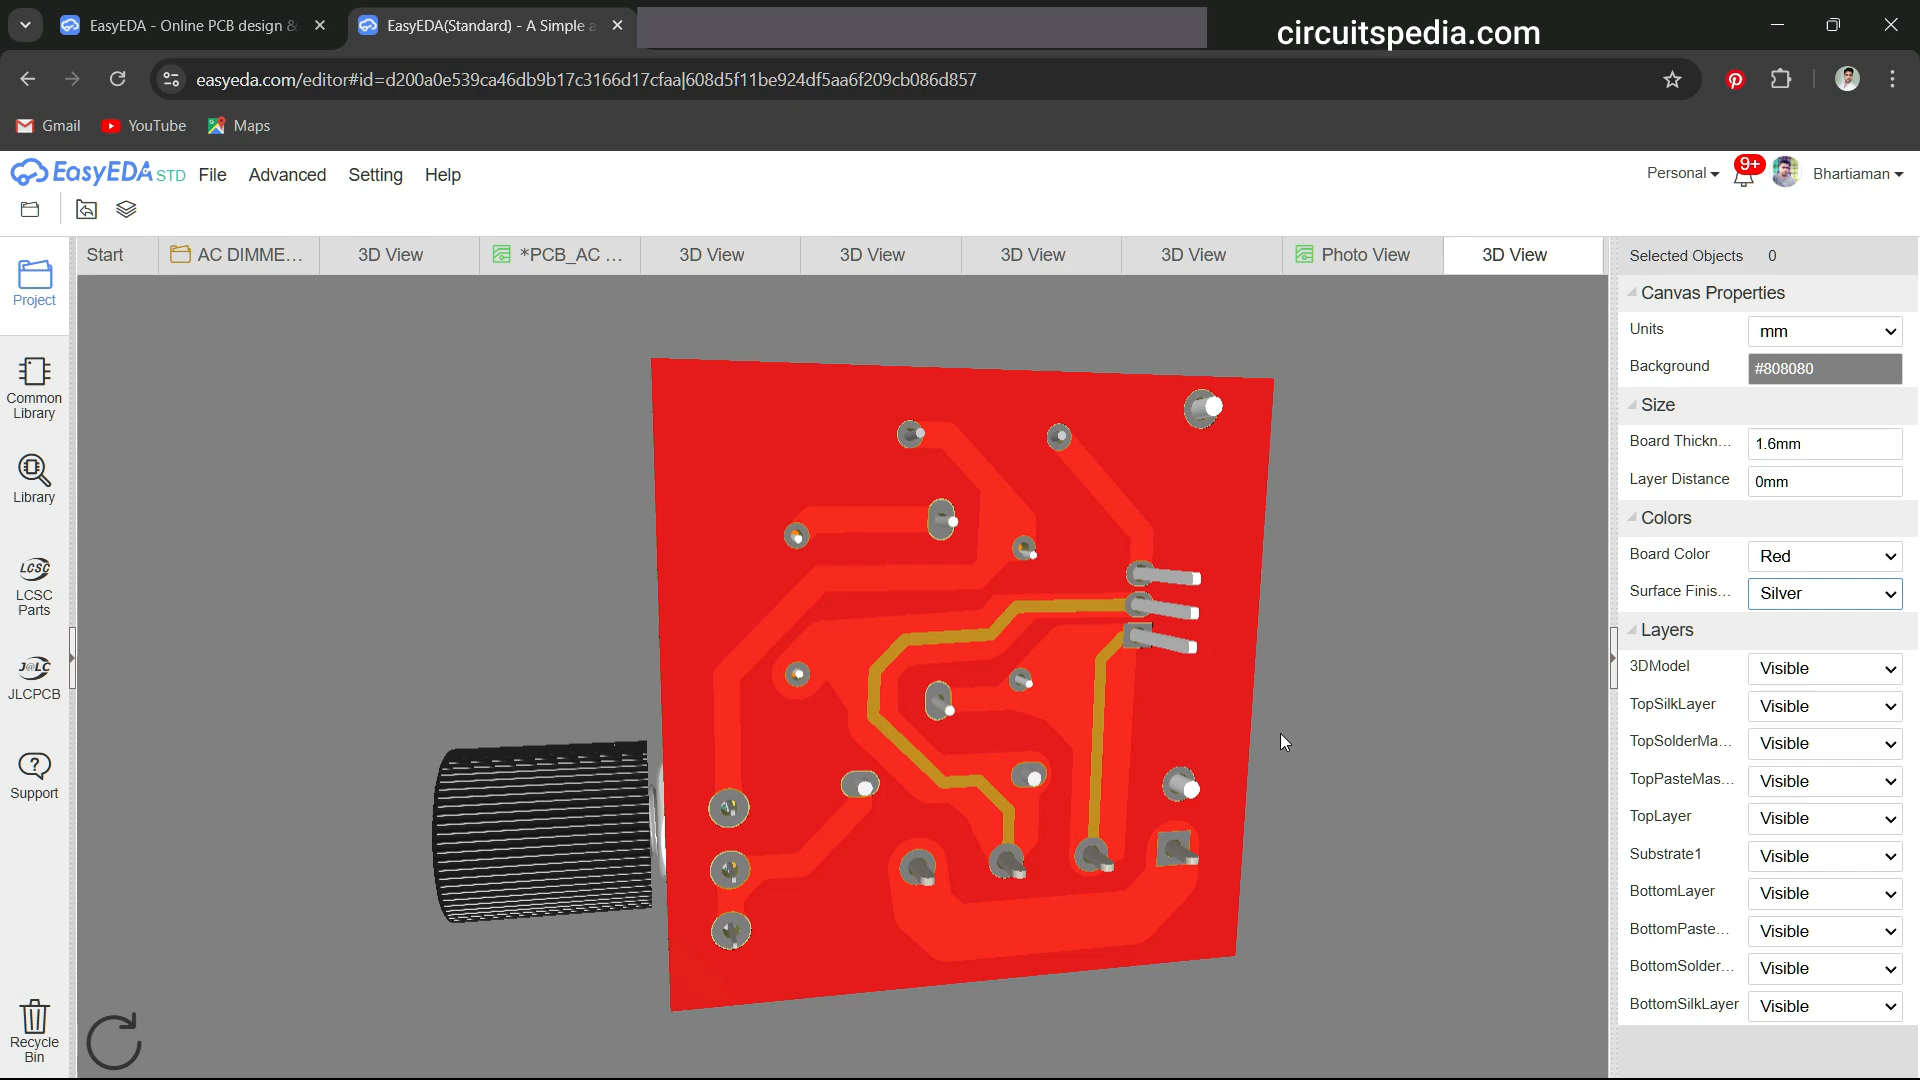 EasyEDA - Online PCB design &
EasyEDA(Standard) - A Simple a
circuitspedia.com
easyeda.com/editor#id=d200a0e539ca46db9b17c3166d17cfaa|608d5f11be924df5aa6f209cb086d857
Gmail
YouTube
Maps
EasyEDA STD
File
Advanced
Setting
Help
Personal
9+
Bhartiaman
Start
AC DIMME...
3D View
*PCB_AC ...
3D View
3D View
3D View
3D View
Photo View
3D View
Project
Common
Library
Library
LCSC
LCSC
Parts
J@LC
JLCPCB
Support
Recycle
Bin
Selected Objects 0
Canvas Properties
Units mm
Background #808080
Size
Board Thickn... 1.6mm
Layer Distance 0mm
Colors
Board Color Red
Surface Finis... Silver
Layers
3DModel Visible
TopSilkLayer Visible
TopSolderMa... Visible
TopPasteMas... Visible
TopLayer Visible
Substrate1 Visible
BottomLayer Visible
BottomPaste... Visible
BottomSolder... Visible
BottomSilkLayer Visible